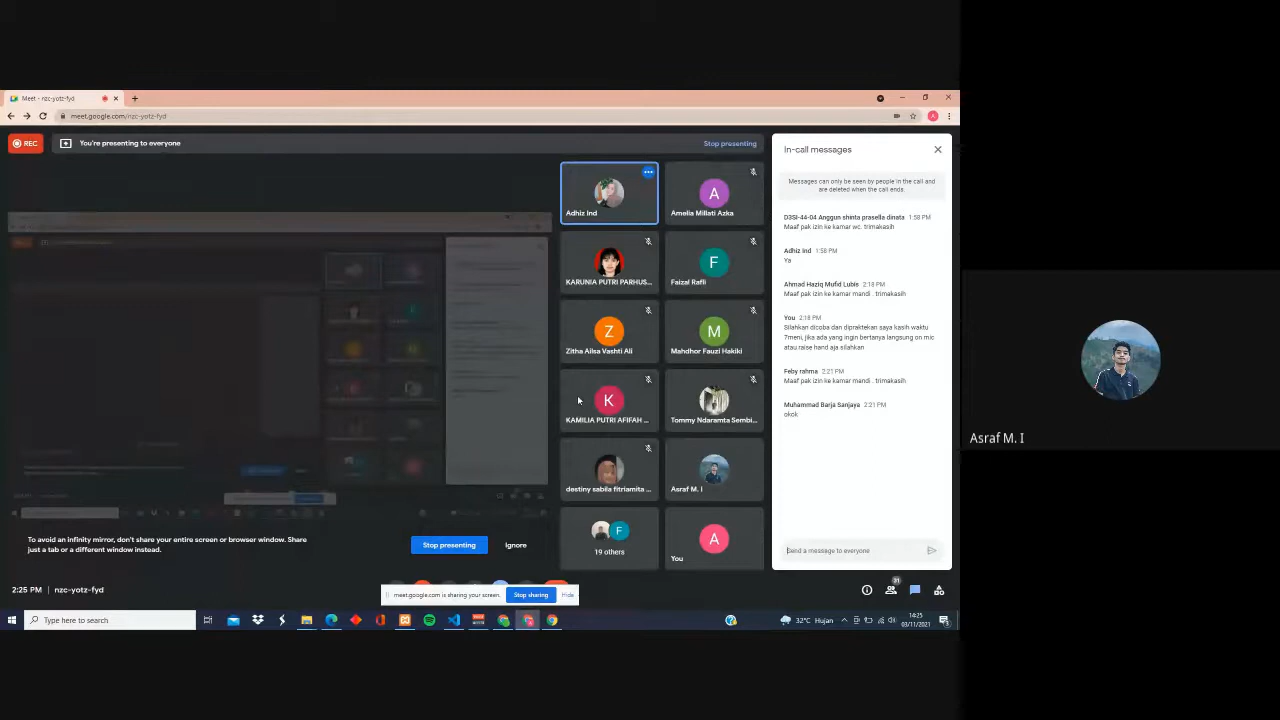 Meet - nzc-yotz-fyd
meet.google.com/nzc-yotz-fyd
REC
You're presenting to everyone
Stop presenting
Adhiz Ind
Amelia Millati Azka
KARUNIA PUTRI PARHUS...
Faizal Rafli
Zitha Ailsa Vashti Ali
Mahdhor Fauzi Hakiki
KAMILIA PUTRI AFIFAH ...
Tommy Ndaramta Sembi...
destiny sabila fitriamita ...
Asraf M. I
19 others
You
In-call messages
Messages can only be seen by people in the call and
are deleted when the call ends.
D3SI-44-04 Anggun shinta prasella dinata 1:58 PM
Maaf pak izin ke kamar wc. trimakasih
Adhiz Ind 1:58 PM
Ya
Ahmad Haziq Mufid Lubis 2:18 PM
Maaf pak izin ke kamar mandi . trimakasih
You 2:18 PM
Silahkan dicoba dan dipraktekan saya kasih waktu
7meni, jika ada yang ingin bertanya langsung on mic
atau raise hand aja silahkan
Feby rahma 2:21 PM
Maaf pak izin ke kamar mandi . trimakasih
Muhammad Barja Sanjaya 2:21 PM
okok
Send a message to everyone
To avoid an infinity mirror, don't share your entire screen or browser window. Share
just a tab or a different window instead.
Stop presenting
Ignore
2:25 PM | nzc-yotz-fyd
31
meet.google.com is sharing your screen.
Stop sharing
Hide
Type here to search
32°C Hujan
14:25
03/11/2021
Asraf M. I